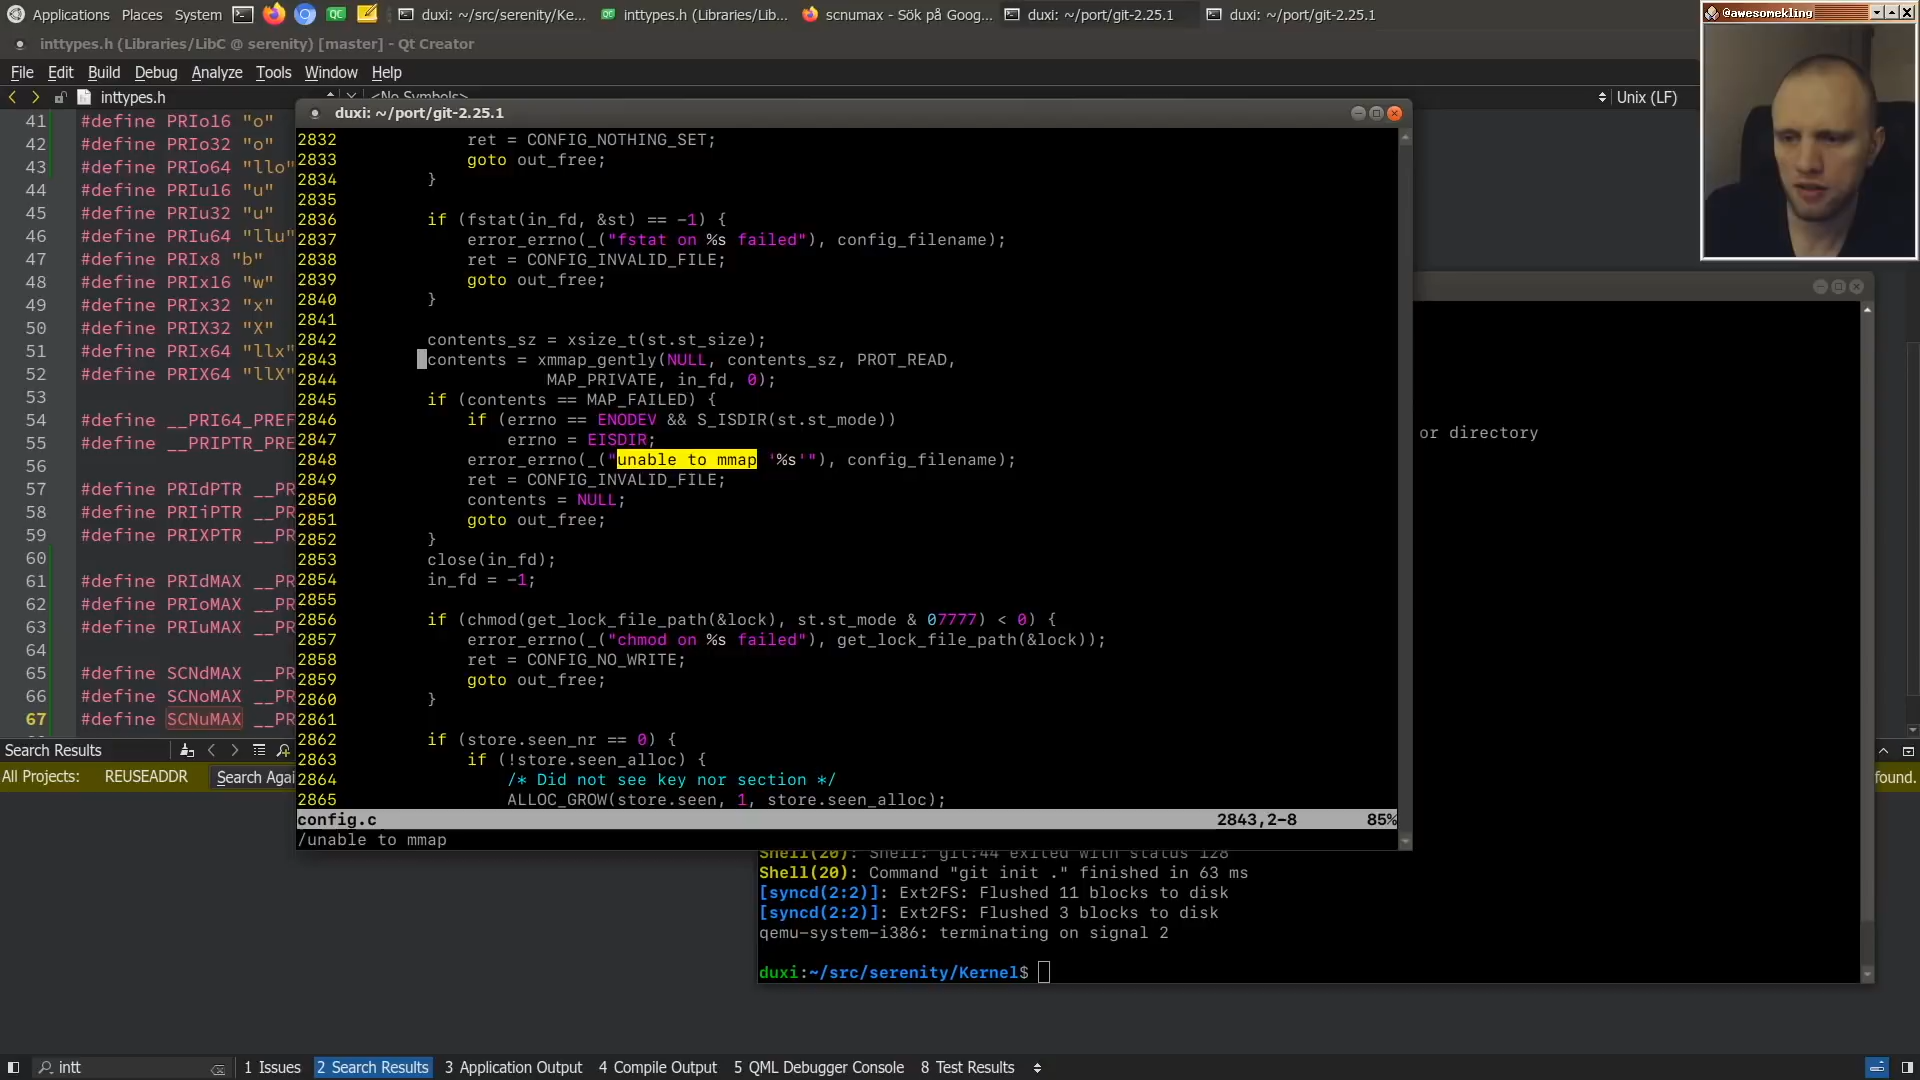 Applications Places System duxi: ~/src/serenity/Ke... inttypes.h (Libraries/Lib... scnumax - Sök på Goog... duxi: ~/port/git-2.25.1 duxi: ~/port/git-2.25.1
@awesomekling
inttypes.h (Libraries/LibC @ serenity) [master] - Qt Creator
File Edit Build Debug Analyze Tools Window Help
inttypes.h <No Symbols> Unix (LF)
41 #define PRIo16 "o"
42 #define PRIo32 "o"
43 #define PRIo64 "llo"
44 #define PRIu16 "u"
45 #define PRIu32 "u"
46 #define PRIu64 "llu"
47 #define PRIx8 "b"
48 #define PRIx16 "w"
49 #define PRIx32 "x"
50 #define PRIX32 "X"
51 #define PRIx64 "llx"
52 #define PRIX64 "llX"
53
54 #define __PRI64_PREF
55 #define __PRIPTR_PRE
56
57 #define PRIdPTR __PR
58 #define PRIiPTR __PR
59 #define PRIXPTR __PR
60
61 #define PRIdMAX __PR
62 #define PRIoMAX __PR
63 #define PRIuMAX __PR
64
65 #define SCNdMAX __PR
66 #define SCNoMAX __PR
67 #define SCNuMAX __PR
duxi: ~/port/git-2.25.1
2832 ret = CONFIG_NOTHING_SET;
2833 goto out_free;
2834 }
2835
2836 if (fstat(in_fd, &st) == -1) {
2837 error_errno(_("fstat on %s failed"), config_filename);
2838 ret = CONFIG_INVALID_FILE;
2839 goto out_free;
2840 }
2841
2842 contents_sz = xsize_t(st.st_size);
2843 contents = xmmap_gently(NULL, contents_sz, PROT_READ,
2844 MAP_PRIVATE, in_fd, 0);
2845 if (contents == MAP_FAILED) {
2846 if (errno == ENODEV && S_ISDIR(st.st_mode))
2847 errno = EISDIR;
2848 error_errno(_("unable to mmap '%s'"), config_filename);
2849 ret = CONFIG_INVALID_FILE;
2850 contents = NULL;
2851 goto out_free;
2852 }
2853 close(in_fd);
2854 in_fd = -1;
2855
2856 if (chmod(get_lock_file_path(&lock), st.st_mode & 07777) < 0) {
2857 error_errno(_("chmod on %s failed"), get_lock_file_path(&lock));
2858 ret = CONFIG_NO_WRITE;
2859 goto out_free;
2860 }
2861
2862 if (store.seen_nr == 0) {
2863 if (!store.seen_alloc) {
2864 /* Did not see key nor section */
2865 ALLOC_GROW(store.seen, 1, store.seen_alloc);
config.c 2843,2-8 85%
/unable to mmap
or directory
Shell(20): Shell: git:44 exited with status 128
Shell(20): Command "git init ." finished in 63 ms
[syncd(2:2)]: Ext2FS: Flushed 11 blocks to disk
[syncd(2:2)]: Ext2FS: Flushed 3 blocks to disk
qemu-system-i386: terminating on signal 2
duxi:~/src/serenity/Kernel$
Search Results
All Projects: REUSEADDR Search Agai found.
intt 1 Issues 2 Search Results 3 Application Output 4 Compile Output 5 QML Debugger Console 8 Test Results